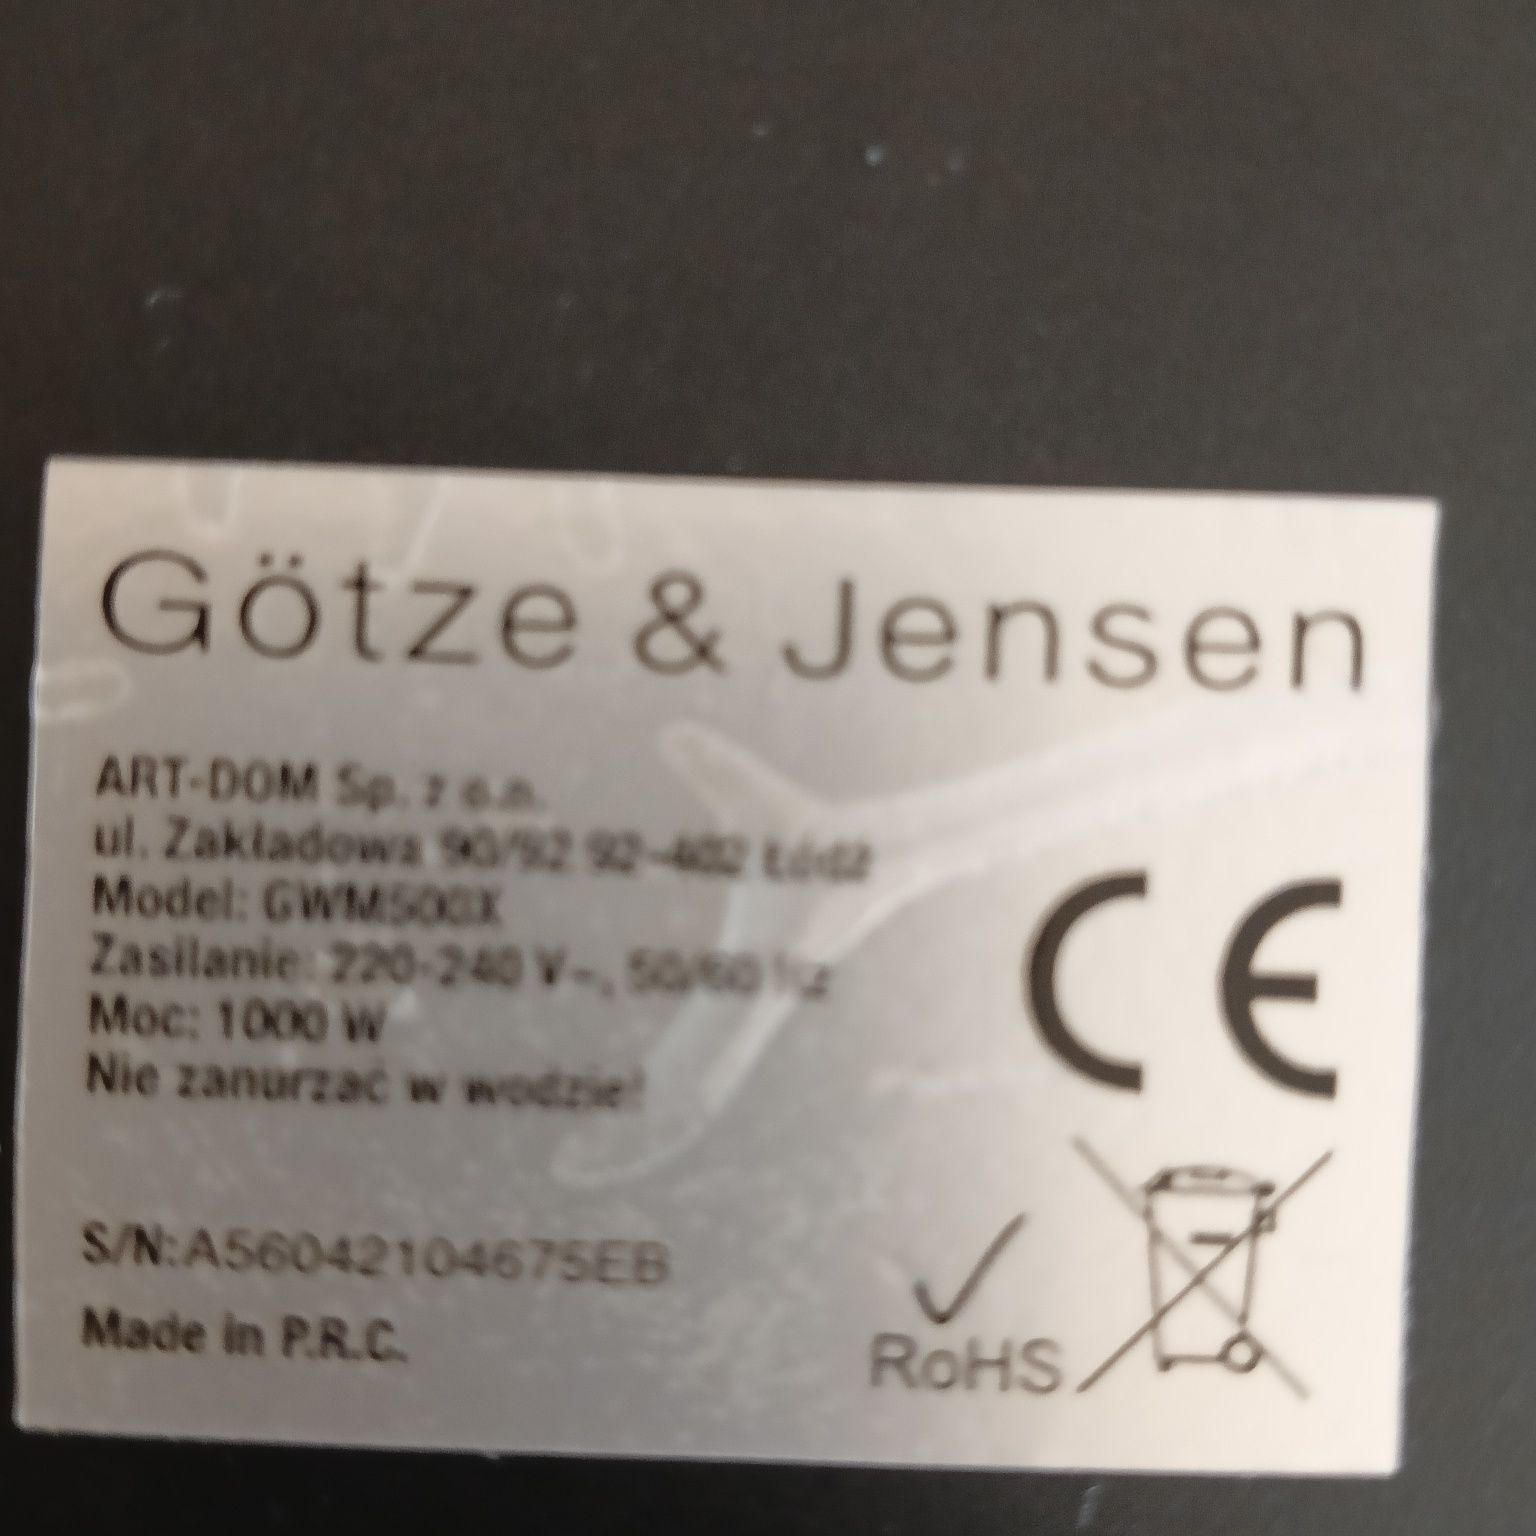 Götze & Jensen
ART-DOM Sp. z o.o.
ul. Zakładowa 90/92 92-402 Łódź
Model: GWM500X
Zasilanie: 220-240 V~, 50/60 Hz
Moc: 1000 W
Nie zanurzać w wodzie!
CE
S/N:A56042104675EB
RoHS
Made in P.R.C.